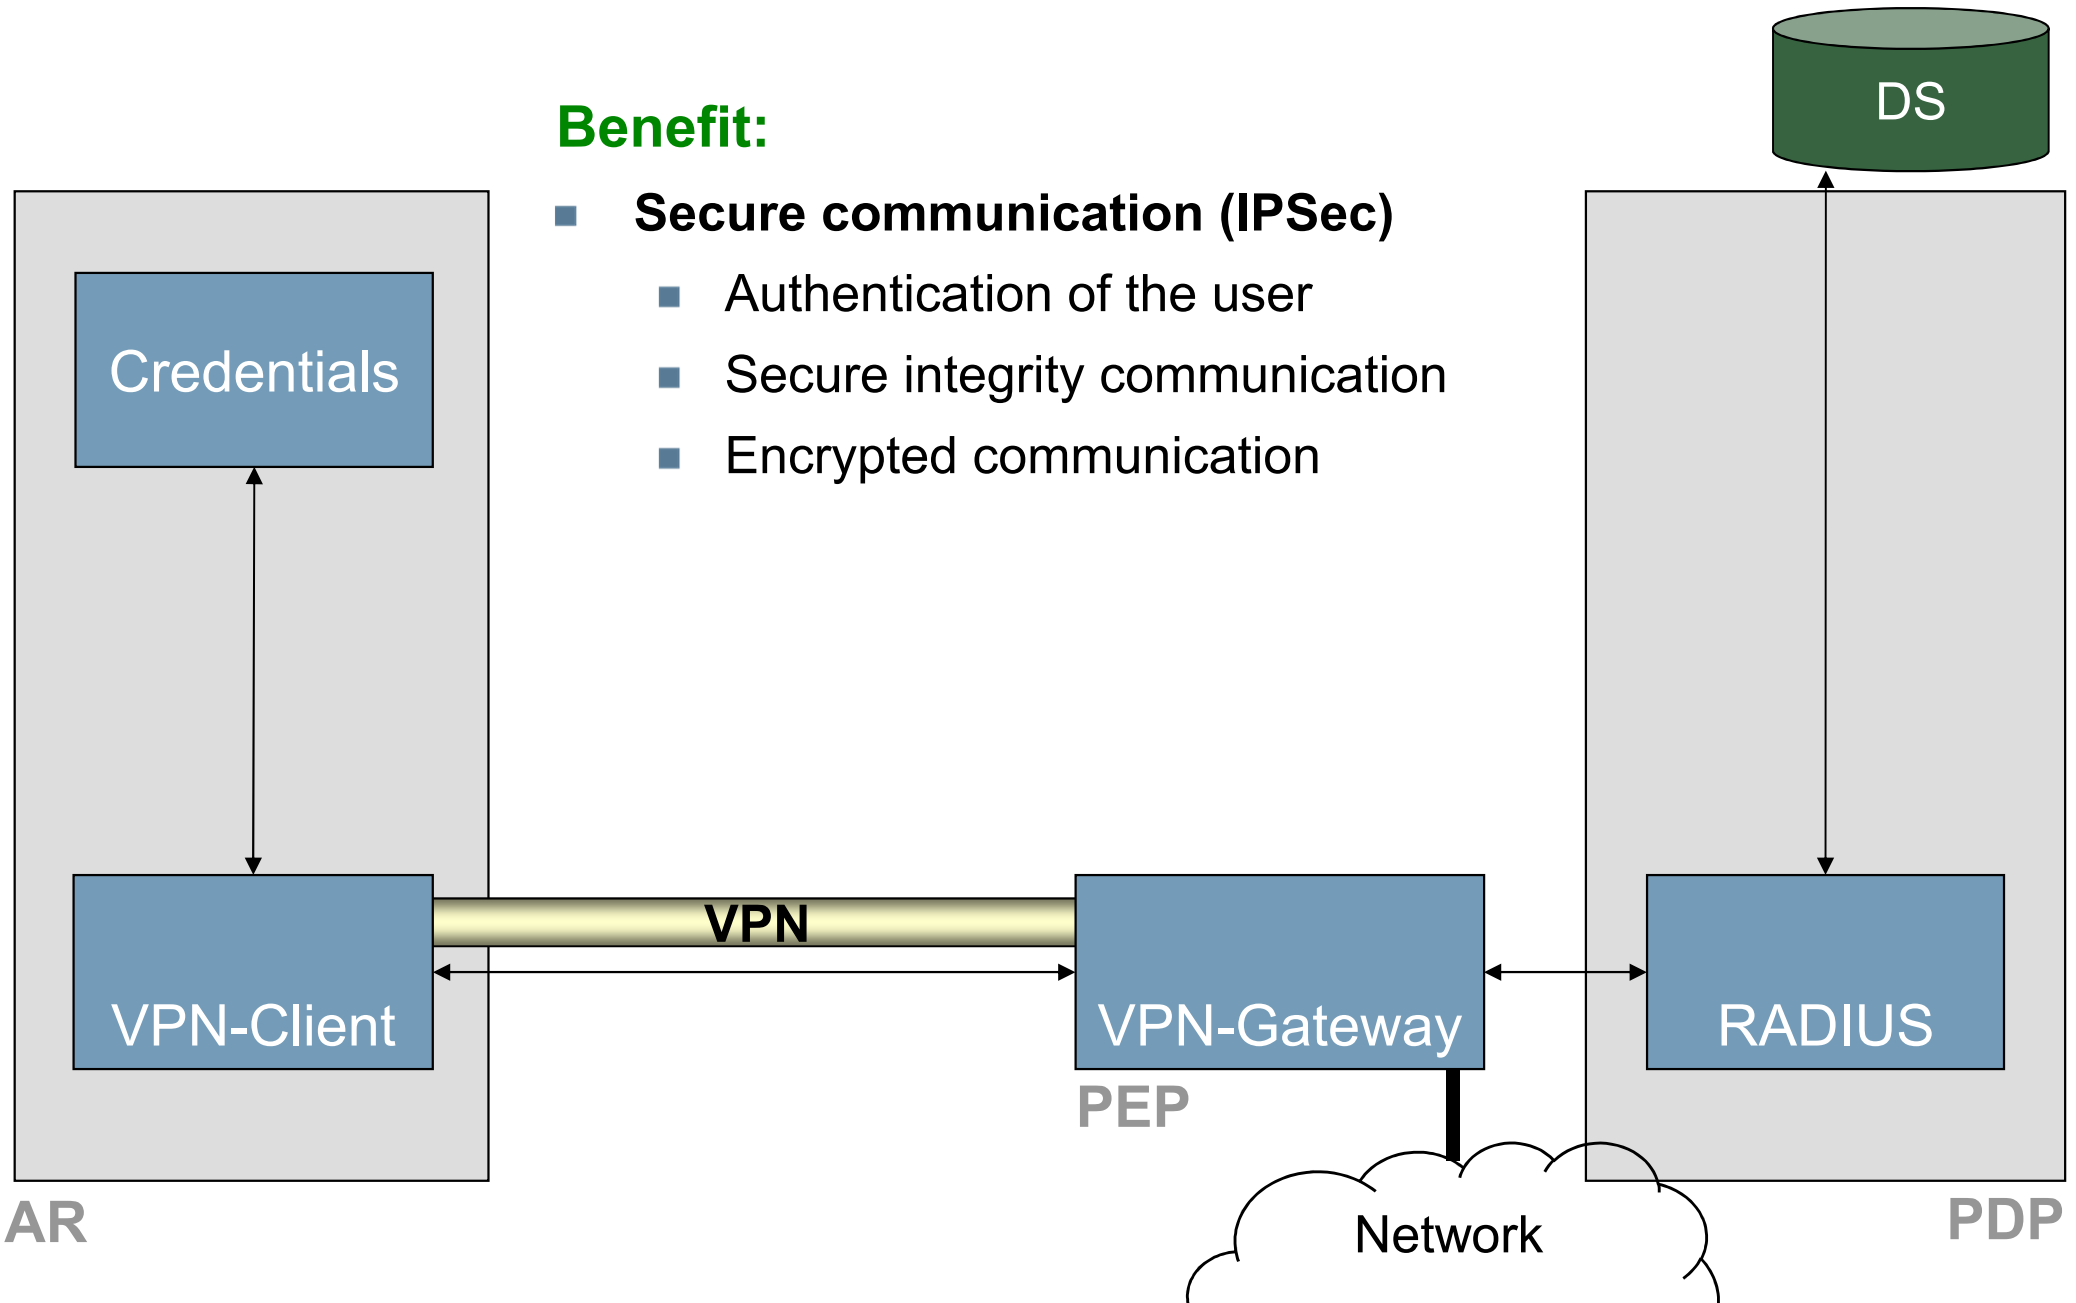 DS
Benefit:
Secure communication (IPSec)
Authentication of the user
Secure integrity communication
Encrypted communication
Credentials
VPN
VPN-Client
VPN-Gateway
RADIUS
PEP
AR
Network
PDP